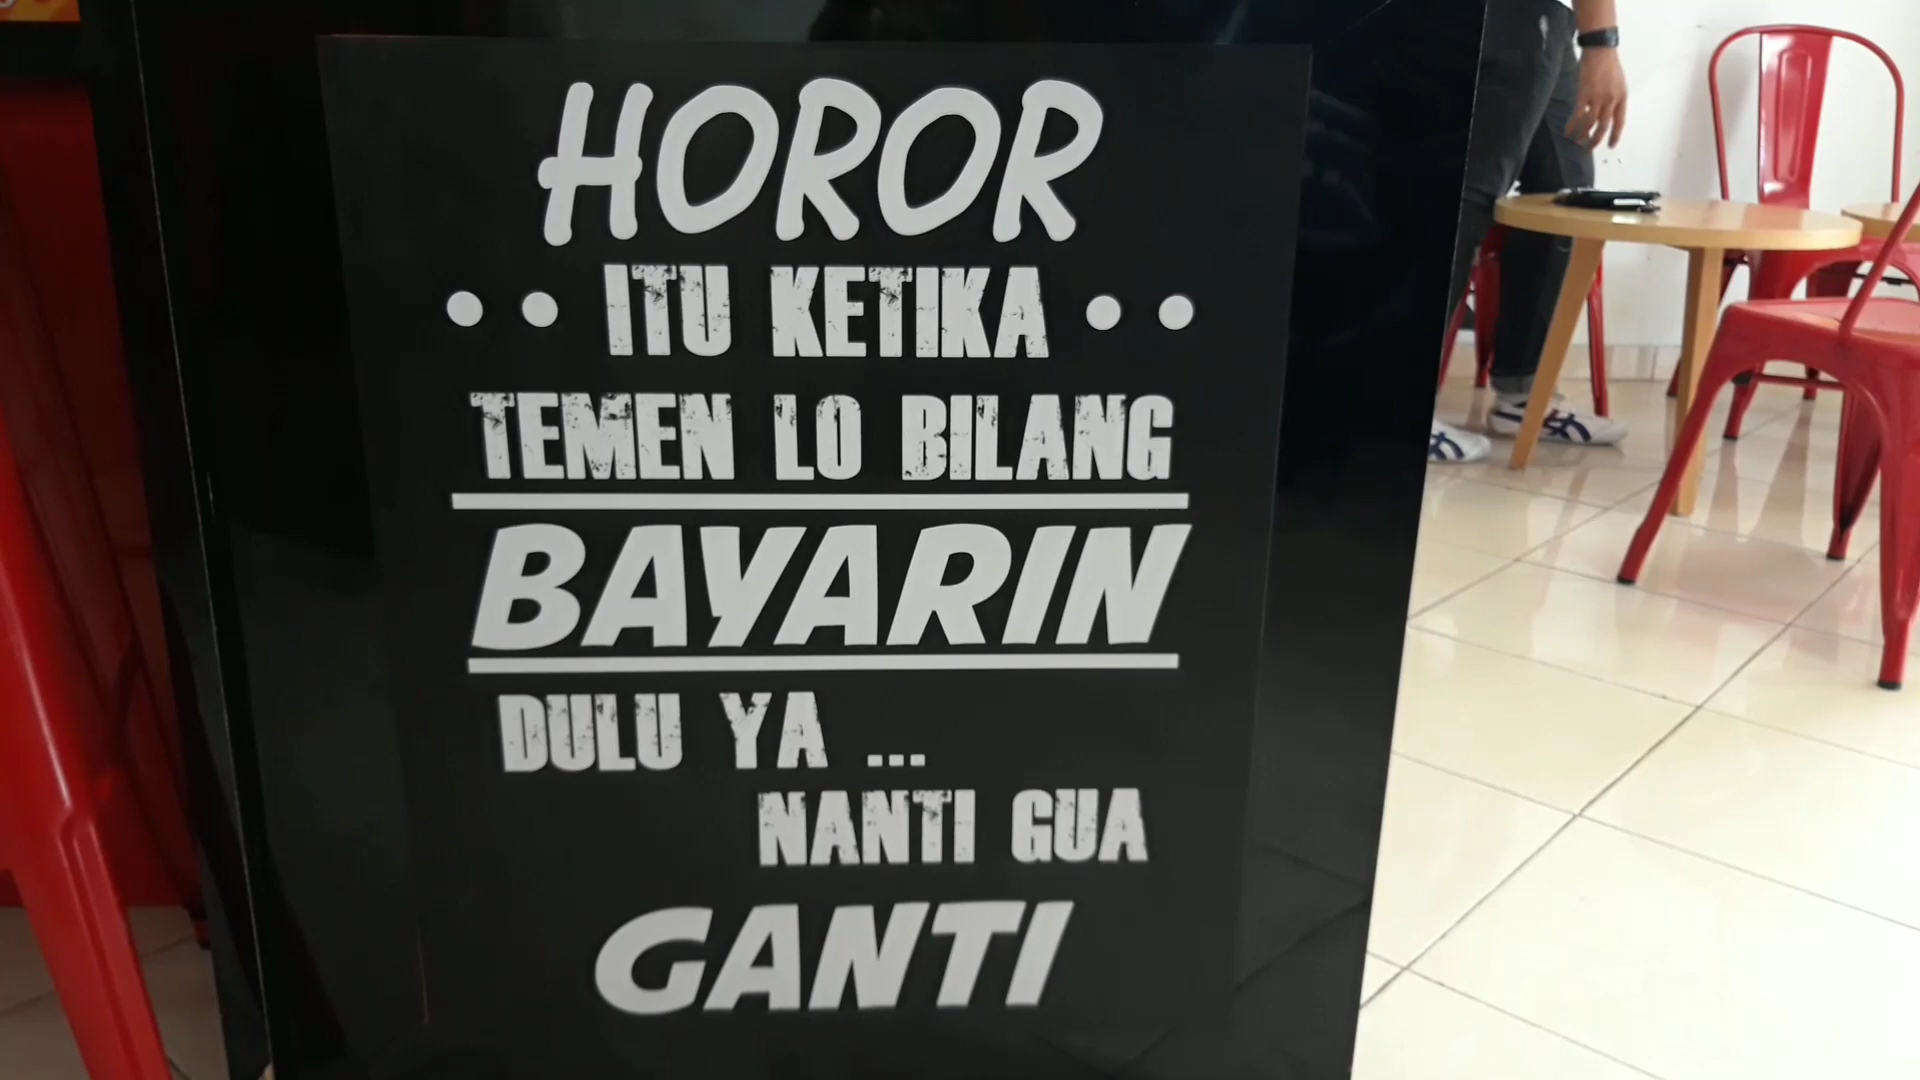 HOROR
•• ITU KETIKA ••
TEMEN LO BILANG
BAYARIN
DULU YA ...
NANTI GUA
GANTI